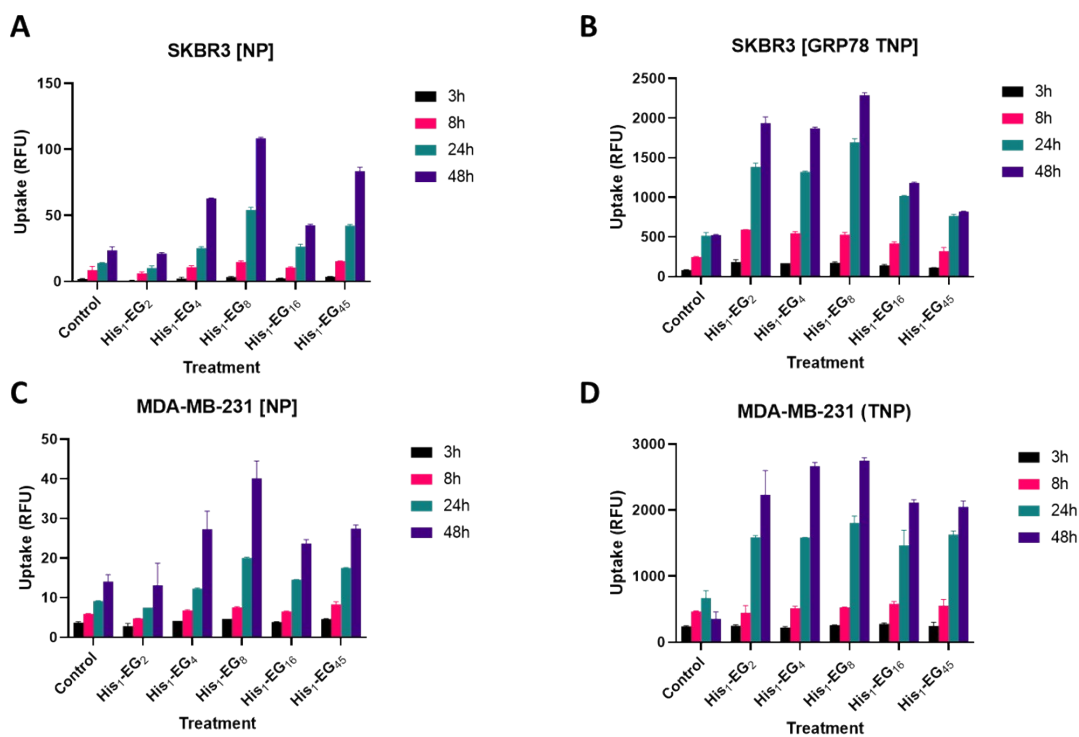 A
SKBR3 [NP]
Uptake (RFU)
150
100
50
0
Control
His₁-EG₂
His₁-EG₄
His₁-EG₈
His₁-EG₁₆
His₁-EG₄₅
Treatment
3h
8h
24h
48h
B
SKBR3 [GRP78 TNP]
Uptake (RFU)
2500
2000
1500
1000
500
0
Control
His₁-EG₂
His₁-EG₄
His₁-EG₈
His₁-EG₁₆
His₁-EG₄₅
Treatment
3h
8h
24h
48h
C
MDA-MB-231 [NP]
Uptake (RFU)
50
40
30
20
10
0
Control
His₁-EG₂
His₁-EG₄
His₁-EG₈
His₁-EG₁₆
His₁-EG₄₅
Treatment
3h
8h
24h
48h
D
MDA-MB-231 (TNP)
Uptake (RFU)
3000
2000
1000
0
Control
His₁-EG₂
His₁-EG₄
His₁-EG₈
His₁-EG₁₆
His₁-EG₄₅
Treatment
3h
8h
24h
48h